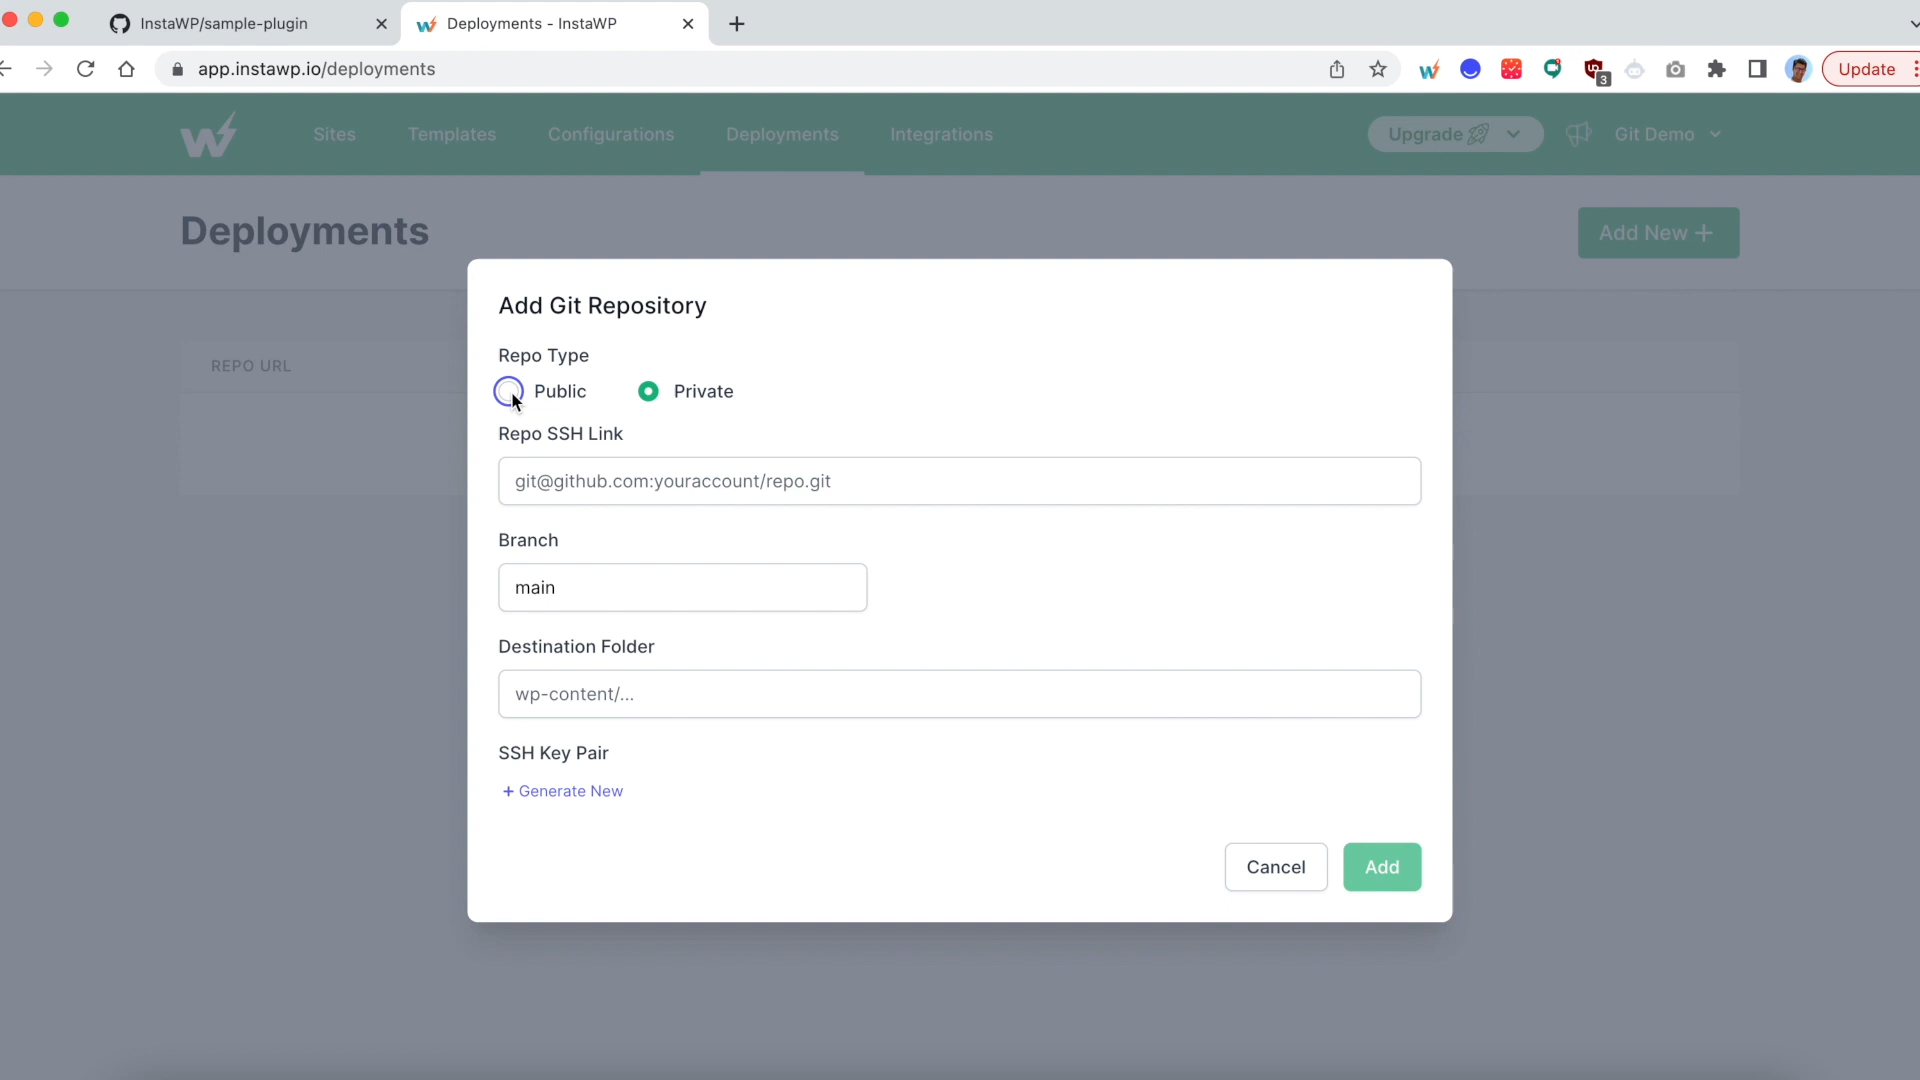 InstaWP/sample-plugin
Deployments - InstaWP
app.instawp.io/deployments
3
Update
Sites
Templates
Configurations
Deployments
Integrations
Upgrade
Git Demo
Deployments
Add New +
REPO URL
Add Git Repository
Repo Type
Public
Private
Repo SSH Link
git@github.com:youraccount/repo.git
Branch
main
Destination Folder
wp-content/...
SSH Key Pair
+ Generate New
Cancel
Add